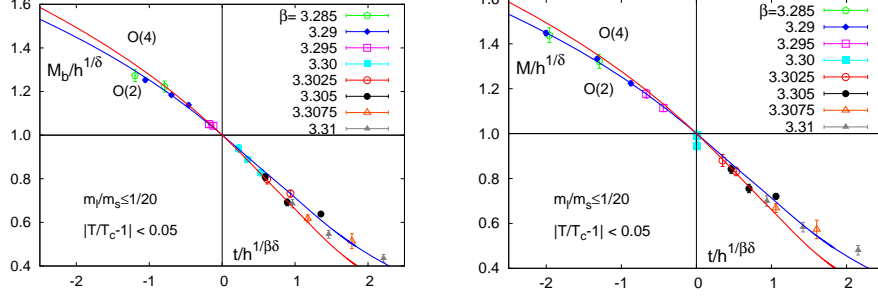 1.6
1.4
1.2
1.0
0.8
0.6
0.4
-2
-1
0
1
2
M_b/h^{1/δ}
O(4)
O(2)
β= 3.285
3.29
3.295
3.30
3.3025
3.305
3.3075
3.31
m_l/m_s≤1/20
|T/T_c-1| < 0.05
t/h^{1/βδ}
1.6
1.4
1.2
1.0
0.8
0.6
0.4
-2
-1
0
1
2
M/h^{1/δ}
O(4)
O(2)
β= 3.285
3.29
3.295
3.30
3.3025
3.305
3.3075
3.31
m_l/m_s≤1/20
|T/T_c-1| < 0.05
t/h^{1/βδ}